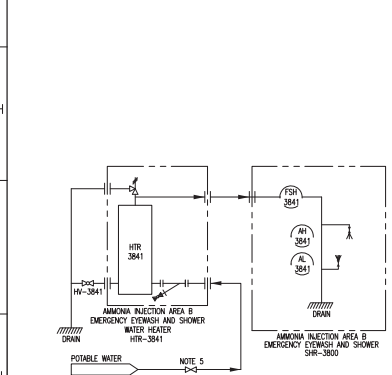 H
FSH
3841
AH
3841
AL
3841
HTR
3841
HV-3841
DRAIN
AMMONIA INJECTION AREA B
EMERGENCY EYEWASH AND SHOWER
WATER HEATER
HTR-3841
DRAIN
AMMONIA INJECTION AREA B
EMERGENCY EYEWASH AND SHOWER
SHR-3800
POTABLE WATER
NOTE 5